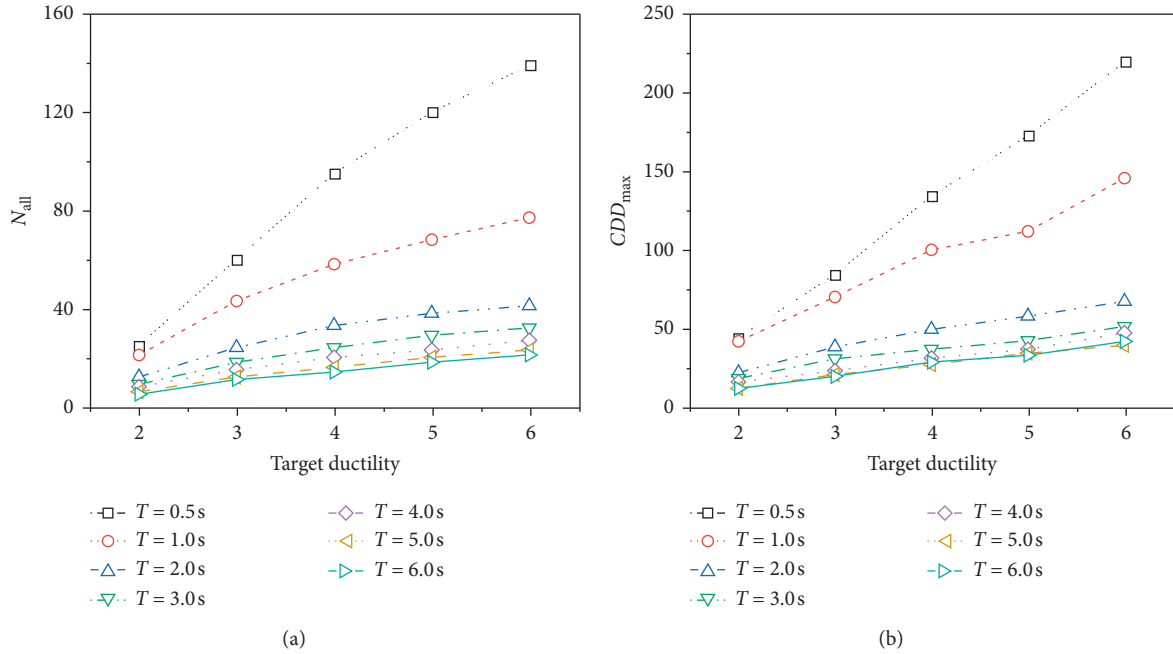 160
120
80
40
0
N_all
2 3 4 5 6
Target ductility
T = 0.5 s
T = 1.0 s
T = 2.0 s
T = 3.0 s
T = 4.0 s
T = 5.0 s
T = 6.0 s
(a)
250
200
150
100
50
0
CDD_max
2 3 4 5 6
Target ductility
T = 0.5 s
T = 1.0 s
T = 2.0 s
T = 3.0 s
T = 4.0 s
T = 5.0 s
T = 6.0 s
(b)